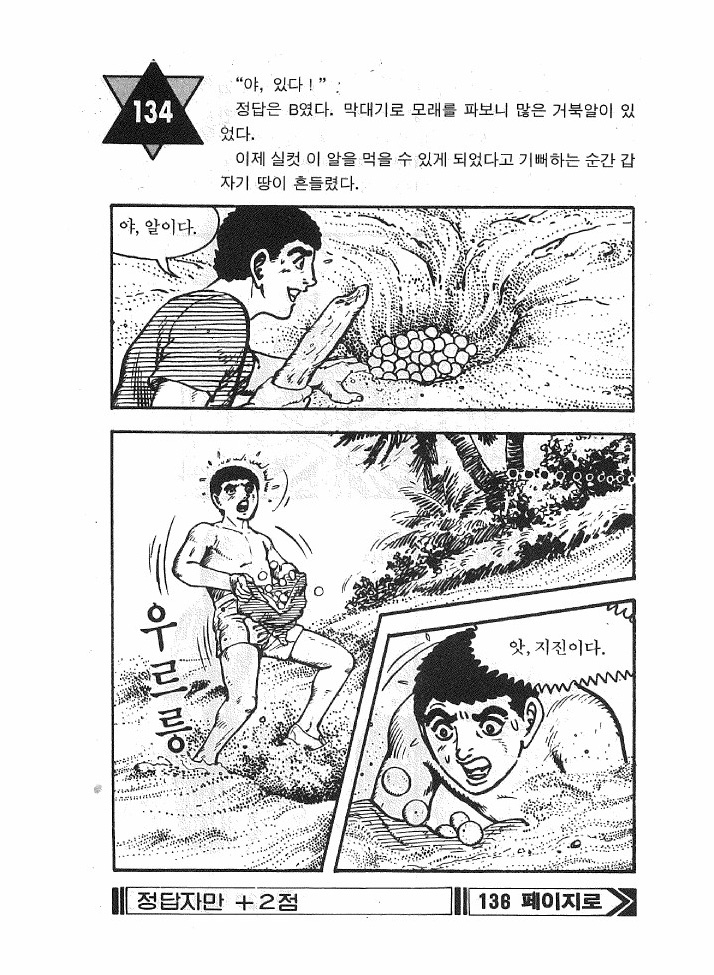 134
“야, 있다!”
정답은 B였다. 막대기로 모래를 파보니 많은 거북알이 있
었다.
이제 실컷 이 알을 먹을 수 있게 되었다고 기뻐하는 순간 갑
자기 땅이 흔들렸다.
야, 알이다.
우르릉
앗, 지진이다.
정답자만 +2점
136 페이지로